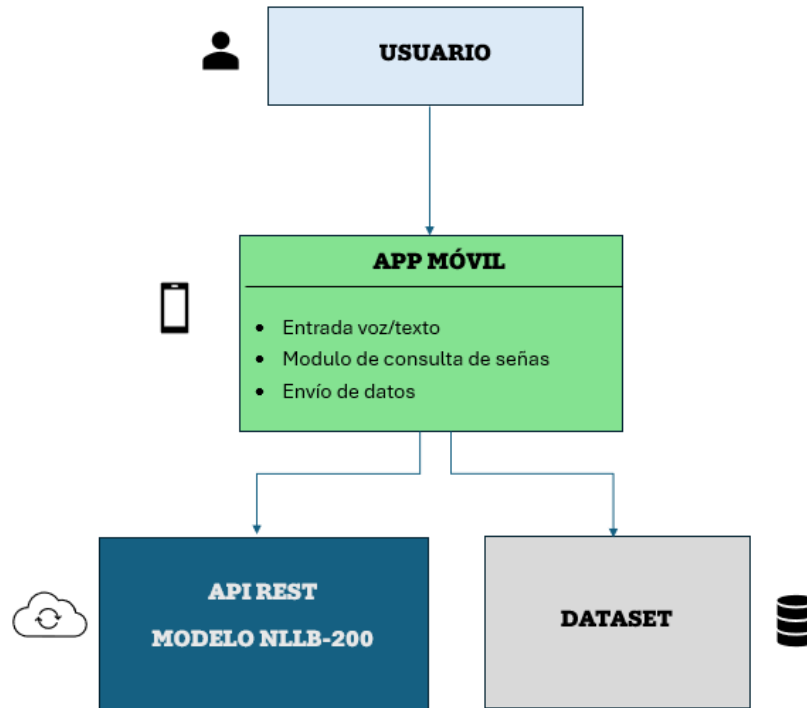 USUARIO
APP MÓVIL
• Entrada voz/texto
• Modulo de consulta de señas
• Envío de datos
API REST
MODELO NLLB-200
DATASET